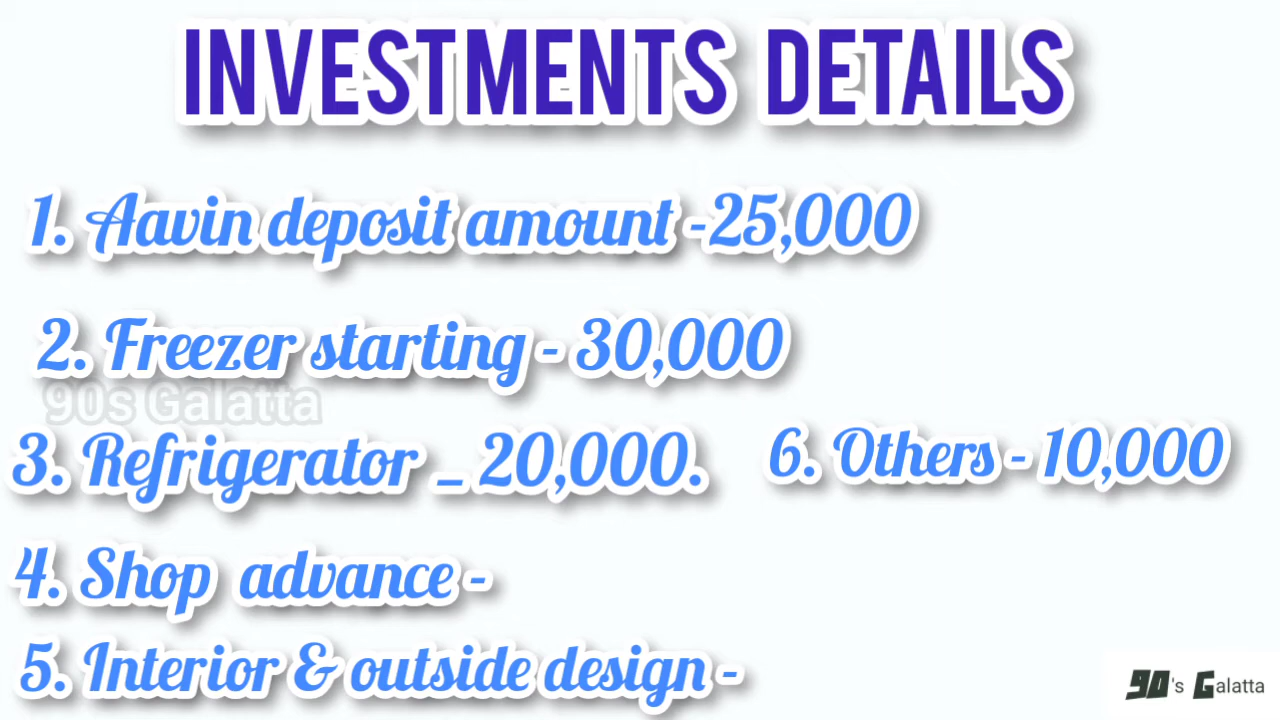 INVESTMENTS DETAILS
1. Aavin deposit amount -25,000
2. Freezer starting - 30,000
90s Galatta
3. Refrigerator _ 20,000.
6. Others - 10,000
4. Shop advance -
5. Interior & outside design -
90's Galatta